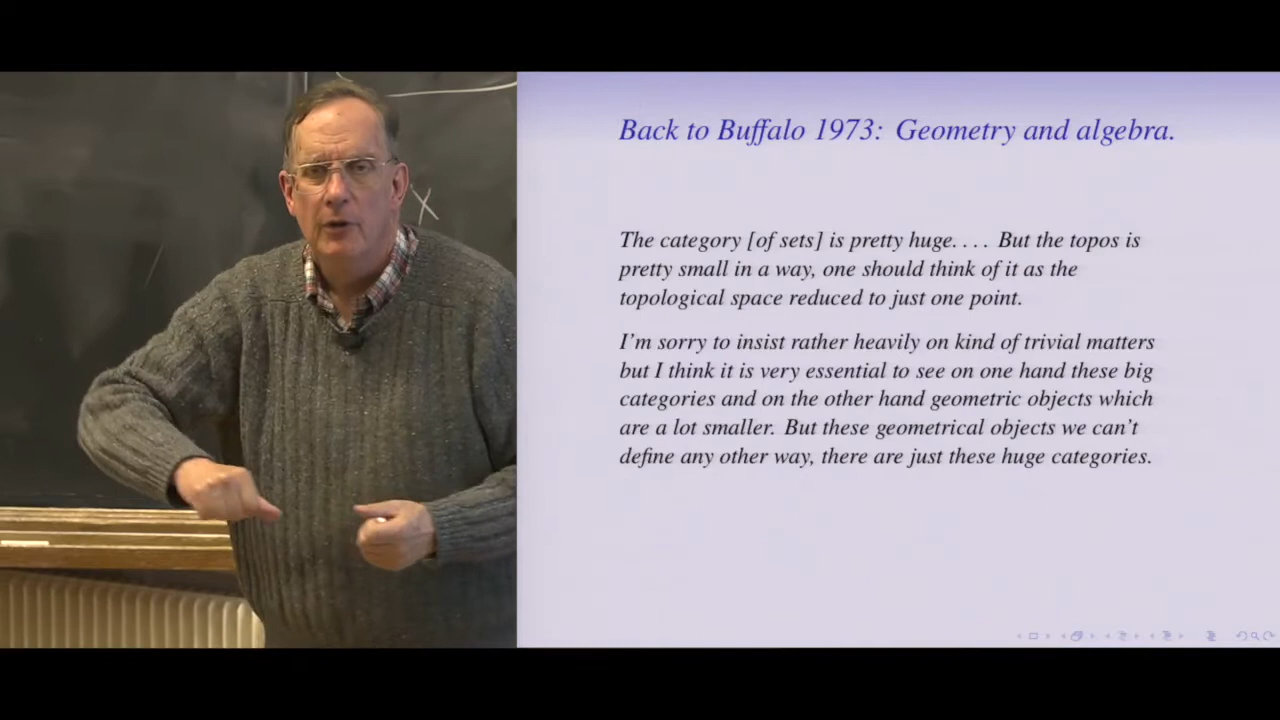 Back to Buffalo 1973: Geometry and algebra.
The category [of sets] is pretty huge. . . . But the topos is
pretty small in a way, one should think of it as the
topological space reduced to just one point.
I'm sorry to insist rather heavily on kind of trivial matters
but I think it is very essential to see on one hand these big
categories and on the other hand geometric objects which
are a lot smaller. But these geometrical objects we can't
define any other way, there are just these huge categories.
X